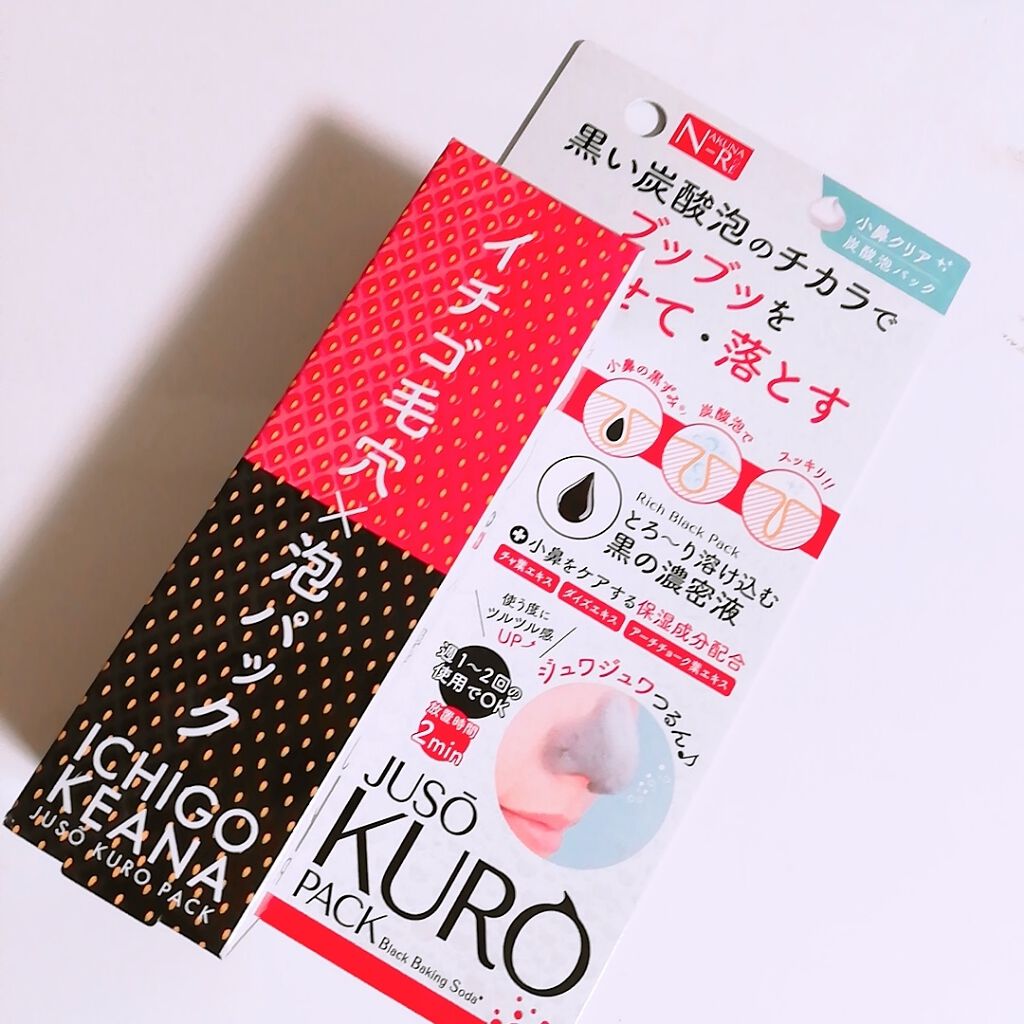 イチゴ毛穴×泡パック
ICHIGO
KEANA
JUSŌ KURO PACK
NAKUNA-RE
黒い炭酸泡のチカラで
ブツブツを
せて・落とす
小鼻クリア
炭酸泡パック
小鼻の黒ずみ
炭酸泡で
スッキリ!!
Rich Black Pack
とろ~り溶け込む
黒の濃密液
+小鼻をケアする保湿成分配合
チャ葉エキス
ダイズエキス
アーチチョーク葉エキス
使う度に
ツルツル感
UP
週1~2回の
使用でOK
放置時間
2min
シュワシュワつるん♪
JUSŌ
KURO
PACK
Black Baking Soda*